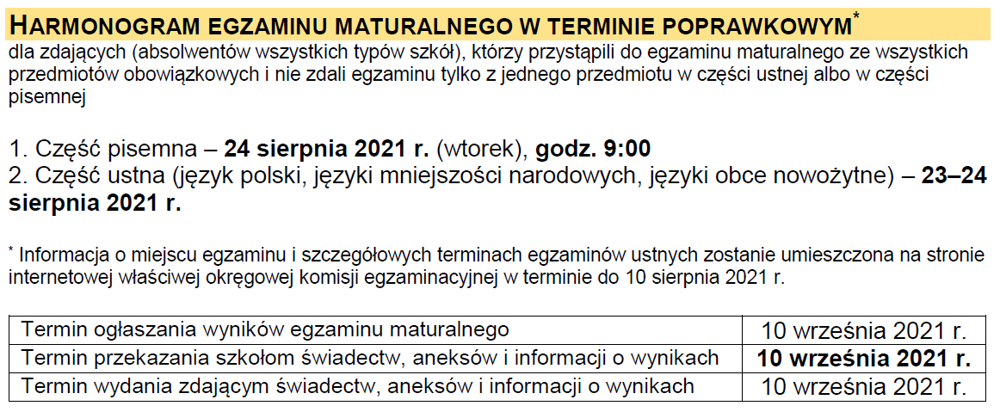 HARMONOGRAM EGZAMINU MATURALNEGO W TERMINIE POPRAWKOWYM*
dla zdających (absolwentów wszystkich typów szkół), którzy przystąpili do egzaminu maturalnego ze wszystkich
przedmiotów obowiązkowych i nie zdali egzaminu tylko z jednego przedmiotu w części ustnej albo w części
pisemnej
1. Część pisemna – 24 sierpnia 2021 r. (wtorek), godz. 9:00
2. Część ustna (język polski, języki mniejszości narodowych, języki obce nowożytne) – 23–24
sierpnia 2021 r.
* Informacja o miejscu egzaminu i szczegółowych terminach egzaminów ustnych zostanie umieszczona na stronie
internetowej właściwej okręgowej komisji egzaminacyjnej w terminie do 10 sierpnia 2021 r.
Termin ogłaszania wyników egzaminu maturalnego 10 września 2021 r.
Termin przekazania szkołom świadectw, aneksów i informacji o wynikach 10 września 2021 r.
Termin wydania zdającym świadectw, aneksów i informacji o wynikach 10 września 2021 r.